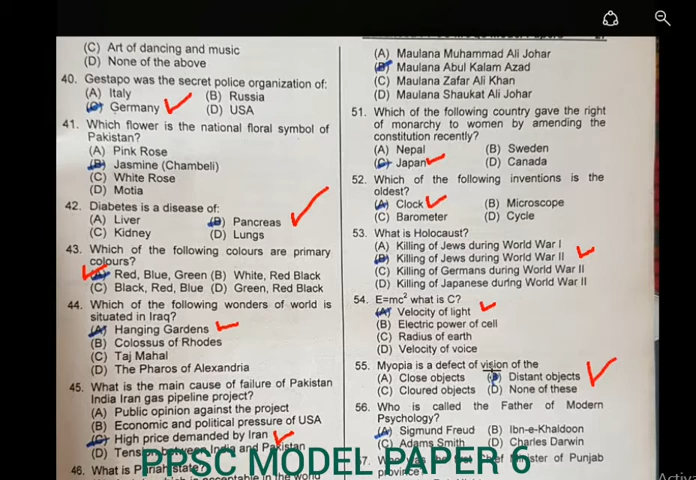 (C) Art of dancing and music
(D) None of the above
40. Gestapo was the secret police organization of:
(A) Italy (B) Russia
(C) Germany (D) USA
41. Which flower is the national floral symbol of
Pakistan?
(A) Pink Rose
(B) Jasmine (Chambeli)
(C) White Rose
(D) Motia
42. Diabetes is a disease of:
(A) Liver (B) Pancreas
(C) Kidney (D) Lungs
43. Which of the following colours are primary
colours?
(A) Red, Blue, Green (B) White, Red Black
(C) Black, Red, Blue (D) Green, Red Black
44. Which of the following wonders of world is
situated in Iraq?
(A) Hanging Gardens
(B) Colossus of Rhodes
(C) Taj Mahal
(D) The Pharos of Alexandria
45. What is the main cause of failure of Pakistan
India Iran gas pipeline project?
(A) Public opinion against the project
(B) Economic and political pressure of USA
(C) High price demanded by Iran
(D) Tension between India and Pakistan
46. What is Pariah state?
(A) Maulana Muhammad Ali Johar
(B) Maulana Abul Kalam Azad
(C) Maulana Zafar Ali Khan
(D) Maulana Shaukat Ali Johar
51. Which of the following country gave the right
of monarchy to women by amending the
constitution recently?
(A) Nepal (B) Sweden
(C) Japan (D) Canada
52. Which of the following inventions is the
oldest?
(A) Clock (B) Microscope
(C) Barometer (D) Cycle
53. What is Holocaust?
(A) Killing of Jews during World War I
(B) Killing of Jews during World War II
(C) Killing of Germans during World War II
(D) Killing of Japanese during World War II
54. E=mc² what is C?
(A) Velocity of light
(B) Electric power of cell
(C) Radius of earth
(D) Velocity of voice
55. Myopia is a defect of vision of the
(A) Close objects (B) Distant objects
(C) Cloured objects (D) None of these
56. Who is called the Father of Modern
Psychology?
(A) Sigmund Freud (B) Ibn-e-Khaldoon
(C) Adams Smith (D) Charles Darwin
57. Who was the first Chief Minister of Punjab
province?
PPSC MODEL PAPER 6